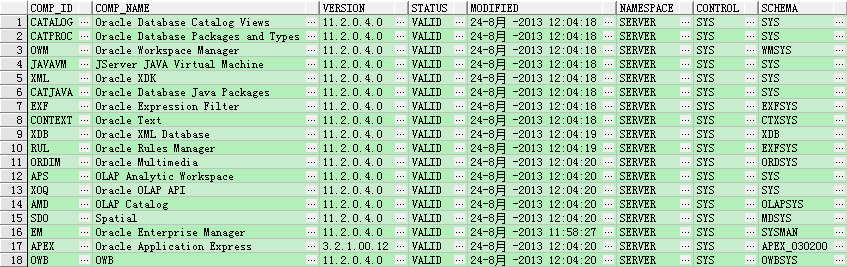 COMP_ID COMP_NAME VERSION STATUS MODIFIED NAMESPACE CONTROL SCHEMA
1 CATALOG ... Oracle Database Catalog Views ... 11.2.0.4.0 ... VALID ... 24-8月 -2013 12:04:18 ... SERVER ... SYS ... SYS ...
2 CATPROC ... Oracle Database Packages and Types ... 11.2.0.4.0 ... VALID ... 24-8月 -2013 12:04:18 ... SERVER ... SYS ... SYS ...
3 OWM ... Oracle Workspace Manager ... 11.2.0.4.0 ... VALID ... 24-8月 -2013 12:04:18 ... SERVER ... SYS ... WMSYS ...
4 JAVAVM ... JServer JAVA Virtual Machine ... 11.2.0.4.0 ... VALID ... 24-8月 -2013 12:04:18 ... SERVER ... SYS ... SYS ...
5 XML ... Oracle XDK ... 11.2.0.4.0 ... VALID ... 24-8月 -2013 12:04:18 ... SERVER ... SYS ... SYS ...
6 CATJAVA ... Oracle Database Java Packages ... 11.2.0.4.0 ... VALID ... 24-8月 -2013 12:04:18 ... SERVER ... SYS ... SYS ...
7 EXF ... Oracle Expression Filter ... 11.2.0.4.0 ... VALID ... 24-8月 -2013 12:04:18 ... SERVER ... SYS ... EXFSYS ...
8 CONTEXT ... Oracle Text ... 11.2.0.4.0 ... VALID ... 24-8月 -2013 12:04:18 ... SERVER ... SYS ... CTXSYS ...
9 XDB ... Oracle XML Database ... 11.2.0.4.0 ... VALID ... 24-8月 -2013 12:04:19 ... SERVER ... SYS ... XDB ...
10 RUL ... Oracle Rules Manager ... 11.2.0.4.0 ... VALID ... 24-8月 -2013 12:04:19 ... SERVER ... SYS ... EXFSYS ...
11 ORDIM ... Oracle Multimedia ... 11.2.0.4.0 ... VALID ... 24-8月 -2013 12:04:20 ... SERVER ... SYS ... ORDSYS ...
12 APS ... OLAP Analytic Workspace ... 11.2.0.4.0 ... VALID ... 24-8月 -2013 12:04:20 ... SERVER ... SYS ... SYS ...
13 XOQ ... Oracle OLAP API ... 11.2.0.4.0 ... VALID ... 24-8月 -2013 12:04:20 ... SERVER ... SYS ... SYS ...
14 AMD ... OLAP Catalog ... 11.2.0.4.0 ... VALID ... 24-8月 -2013 12:04:20 ... SERVER ... SYS ... OLAPSYS ...
15 SDO ... Spatial ... 11.2.0.4.0 ... VALID ... 24-8月 -2013 12:04:20 ... SERVER ... SYS ... MDSYS ...
16 EM ... Oracle Enterprise Manager ... 11.2.0.4.0 ... VALID ... 24-8月 -2013 11:58:27 ... SERVER ... SYS ... SYSMAN ...
17 APEX ... Oracle Application Express ... 3.2.1.00.12 ... VALID ... 24-8月 -2013 12:04:20 ... SERVER ... SYS ... APEX_030200 ...
18 OWB ... OWB ... 11.2.0.4.0 ... VALID ... 24-8月 -2013 12:04:20 ... SERVER ... SYS ... OWBSYS ...